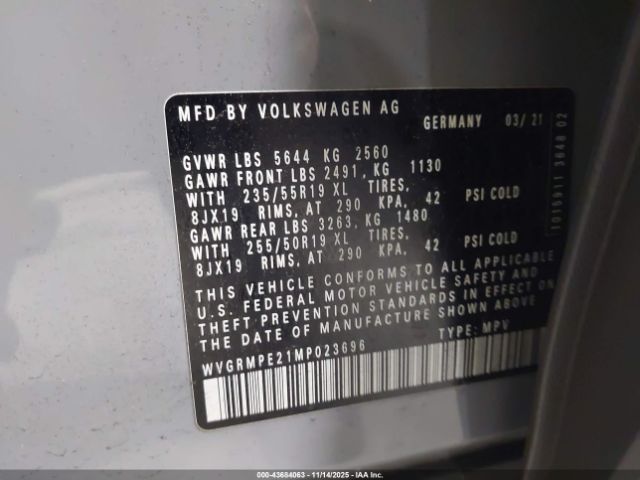 MFD BY VOLKSWAGEN AG
GERMANY 03/21
GVWR LBS 5644 KG 2560
GAWR FRONT LBS 2491, KG 1130
WITH 235/55R19 XL TIRES,
8JX19 RIMS, AT 290 KPA, 42 PSI COLD
GAWR REAR LBS 3263, KG 1480
WITH 255/50R19 XL TIRES,
8JX19 RIMS, AT 290 KPA, 42 PSI COLD
THIS VEHICLE CONFORMS TO ALL APPLICABLE
U.S. FEDERAL MOTOR VEHICLE SAFETY AND
THEFT PREVENTION STANDARDS IN EFFECT ON
THE DATE OF MANUFACTURE SHOWN ABOVE
WVGRMPE21MP023696 TYPE: MPV
1015911 3648 02
000-43684063 - 11/14/2025 - IAA Inc.